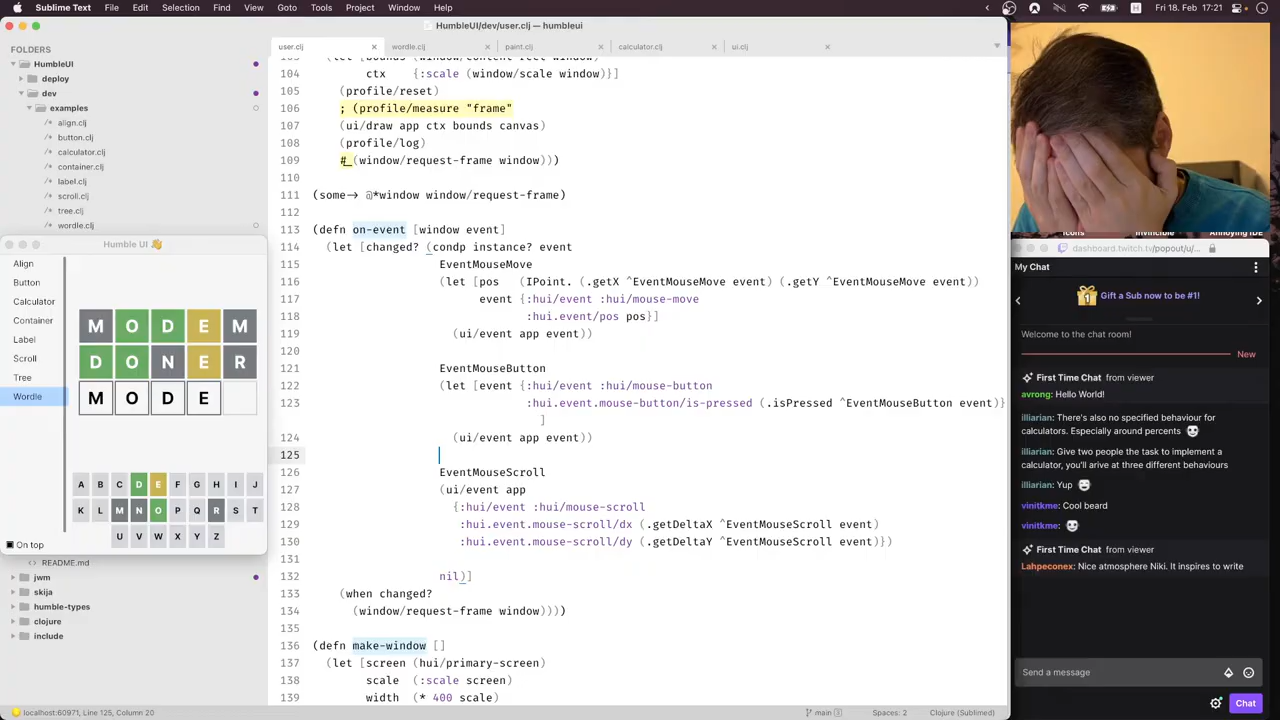 Sublime Text File Edit Selection Find View Goto Tools Project Window Help
Fri 18. Feb 17:21
HumbleUI/dev/user.clj — humbleui
FOLDERS
HumbleUI
deploy
dev
examples
align.clj
button.clj
calculator.clj
container.clj
label.clj
scroll.clj
tree.clj
wordle.clj
Humble UI 👋
Align
Button
Calculator
Container
Label
Scroll
Tree
Wordle
On top
M O D E M
D O N E R
M O D E
A B C D E F G H I J
K L M N O P Q R S T
U V W X Y Z
README.md
jwm
skija
humble-types
clojure
include
user.clj wordle.clj paint.clj calculator.clj ui.clj
104 ctx {:scale (window/scale window)}]
105 (profile/reset)
106 ; (profile/measure "frame"
107 (ui/draw app ctx bounds canvas)
108 (profile/log)
109 #_(window/request-frame window)))
110
111 (some-> @*window window/request-frame)
112
113 (defn on-event [window event]
114 (let [changed? (condp instance? event
115 EventMouseMove
116 (let [pos (IPoint. (.getX ^EventMouseMove event) (.getY ^EventMouseMove event))
117 event {:hui/event :hui/mouse-move
118 :hui.event/pos pos}]
119 (ui/event app event))
120
121 EventMouseButton
122 (let [event {:hui/event :hui/mouse-button
123 :hui.event.mouse-button/is-pressed (.isPressed ^EventMouseButton event)}
]
124 (ui/event app event))
125
126 EventMouseScroll
127 (ui/event app
128 {:hui/event :hui/mouse-scroll
129 :hui.event.mouse-scroll/dx (.getDeltaX ^EventMouseScroll event)
130 :hui.event.mouse-scroll/dy (.getDeltaY ^EventMouseScroll event)})
131
132 nil)]
133 (when changed?
134 (window/request-frame window))))
135
136 (defn make-window []
137 (let [screen (hui/primary-screen)
138 scale (:scale screen)
139 width (* 400 scale)
localhost:60971, Line 125, Column 20
main 3
Spaces: 2
Clojure (Sublimed)
dashboard.twitch.tv/popout/u/...
My Chat
Gift a Sub now to be #1!
Welcome to the chat room!
New
First Time Chat from viewer
avrong: Hello World!
illiarian: There's also no specified behaviour for
calculators. Especially around percents
illiarian: Give two people the task to implement a
calculator, you'll arive at three different behaviours
illiarian: Yup
vinitkme: Cool beard
vinitkme:
First Time Chat from viewer
Lahpeconex: Nice atmosphere Niki. It inspires to write
Send a message
Chat